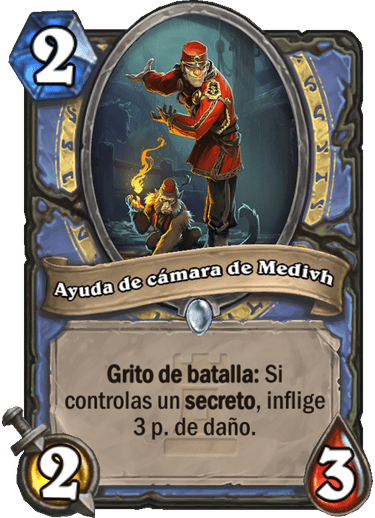 2
Ayuda de cámara de Medivh
Grito de batalla: Si
controlas un secreto, inflige
3 p. de daño.
2
3